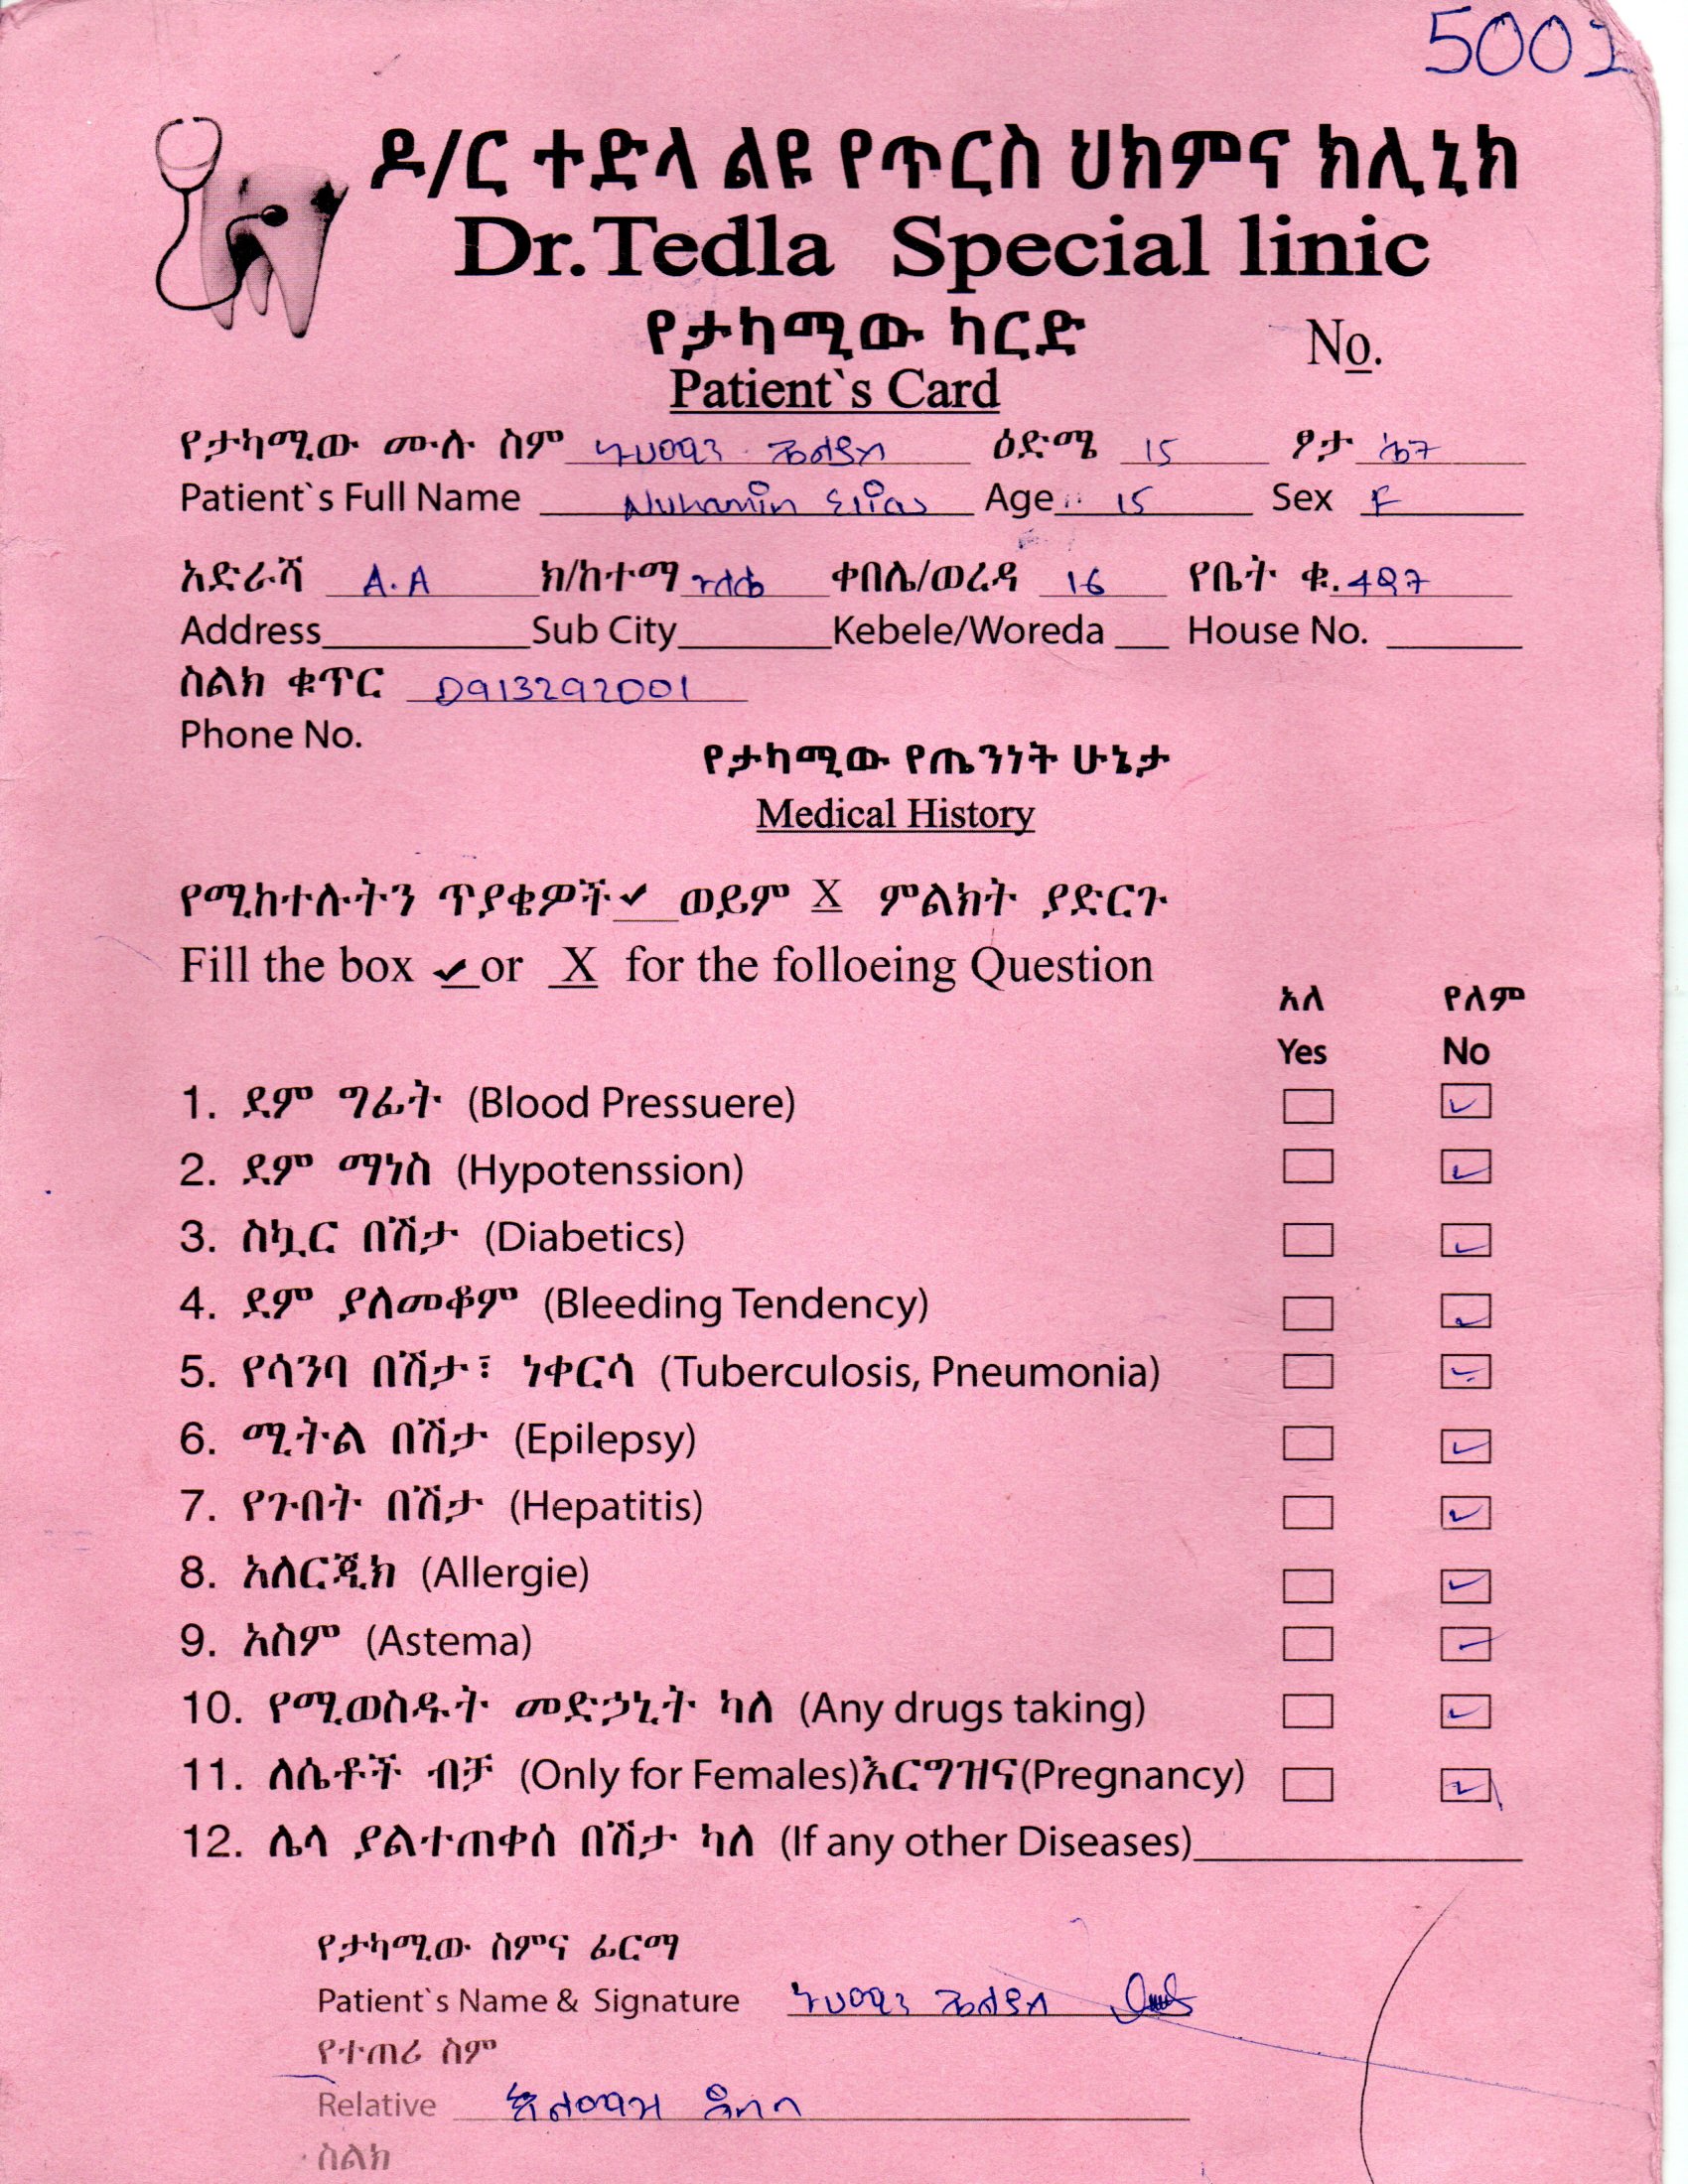 5002
ዶ/ር ተድላ ልዩ የጥርስ ህክምና ክሊኒክ
Dr.Tedla Special linic
የታካሚው ካርድ
No.
Patient`s Card
የታካሚው ሙሉ ስም ዕድሜ 15 ፆታ ሴት
Patient`s Full Name Nuhamin Elias Age 15 Sex F
አድራሻ A.A ክ/ከተማ ቀበሌ/ወረዳ 16 የቤት ቁ. 487
Address Sub City Kebele/Woreda House No.
ስልክ ቁጥር 0913292001
Phone No.
የታካሚው የጤንነት ሁኔታ
Medical History
የሚከተሉትን ጥያቄዎች ✓ ወይም X ምልክት ያድርጉ
Fill the box ✓ or X for the folloeing Question
አለ የለም
Yes No
1. ደም ግፊት (Blood Pressuere) ✓
2. ደም ማነስ (Hypotenssion) ✓
3. ስኳር በሽታ (Diabetics) ✓
4. ደም ያለመቆም (Bleeding Tendency) ✓
5. የሳንባ በሽታ፣ ነቀርሳ (Tuberculosis, Pneumonia) ✓
6. ሚትል በሽታ (Epilepsy) ✓
7. የጉበት በሽታ (Hepatitis) ✓
8. አለርጂክ (Allergie) ✓
9. አስም (Astema) ✓
10. የሚወስዱት መድኃኒት ካለ (Any drugs taking) ✓
11. ለሴቶች ብቻ (Only for Females)እርግዝና(Pregnancy) ✓
12. ሌላ ያልተጠቀሰ በሽታ ካለ (If any other Diseases)
የታካሚው ስምና ፊርማ
Patient`s Name & Signature
የተጠሪ ስም
Relative
ስልክ